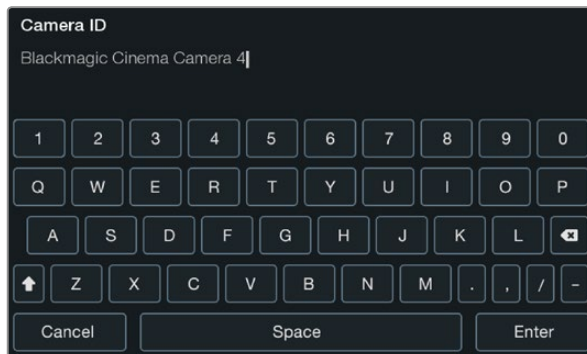 Camera ID
Blackmagic Cinema Camera 4
1 2 3 4 5 6 7 8 9 0
Q W E R T Y U I O P
A S D F G H J K L
Z X C V B N M . , / -
Cancel Space Enter